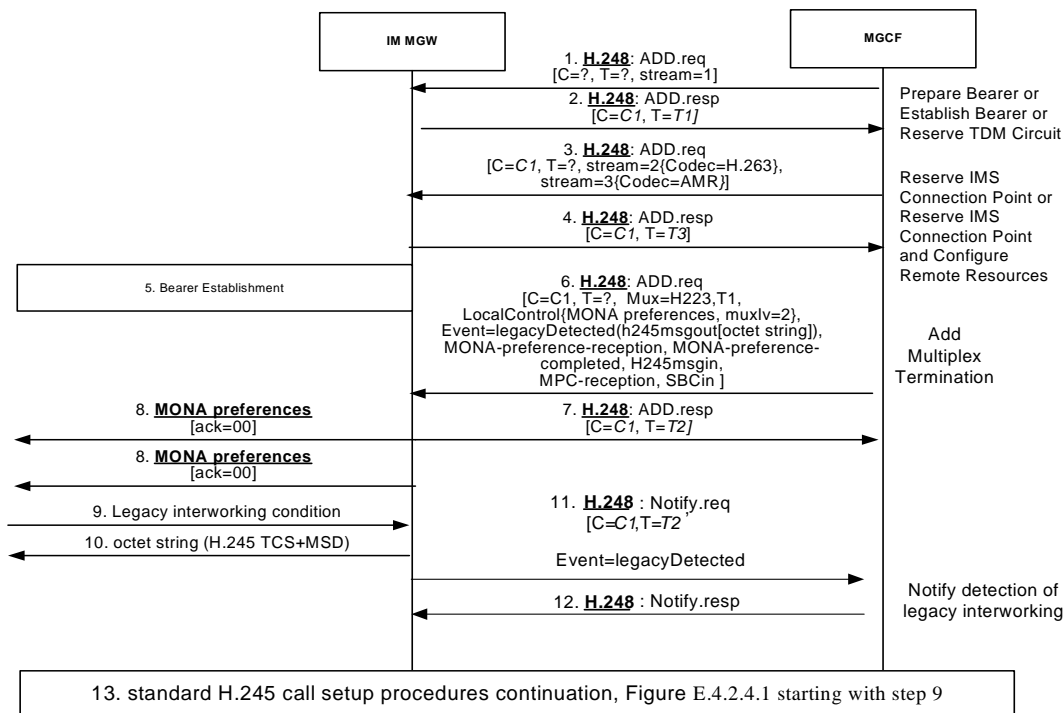 IM MGW
MGCF
1. H.248: ADD.req
[C=?, T=?, stream=1]
2. H.248: ADD.resp
[C=C1, T=T1]
Prepare Bearer or
Establish Bearer or
Reserve TDM Circuit
3. H.248: ADD.req
[C=C1, T=?, stream=2{Codec=H.263},
stream=3{Codec=AMR}]
4. H.248: ADD.resp
[C=C1, T=T3]
Reserve IMS
Connection Point or
Reserve IMS
Connection Point
and Configure
Remote Resources
5. Bearer Establishment
6. H.248: ADD.req
[C=C1, T=?, Mux=H223,T1,
LocalControl{MONA preferences, muxlv=2},
Event=legacyDetected(h245msgout[octet string]),
MONA-preference-reception, MONA-preference-
completed, H245msgin,
MPC-reception, SBCin ]
Add
Multiplex
Termination
8. MONA preferences
[ack=00]
7. H.248: ADD.resp
[C=C1, T=T2]
8. MONA preferences
[ack=00]
9. Legacy interworking condition
10. octet string (H.245 TCS+MSD)
11. H.248 : Notify.req
[C=C1,T=T2 ,
Event=legacyDetected
12. H.248 : Notify.resp
Notify detection of
legacy interworking
13. standard H.245 call setup procedures continuation, Figure E.4.2.4.1 starting with step 9